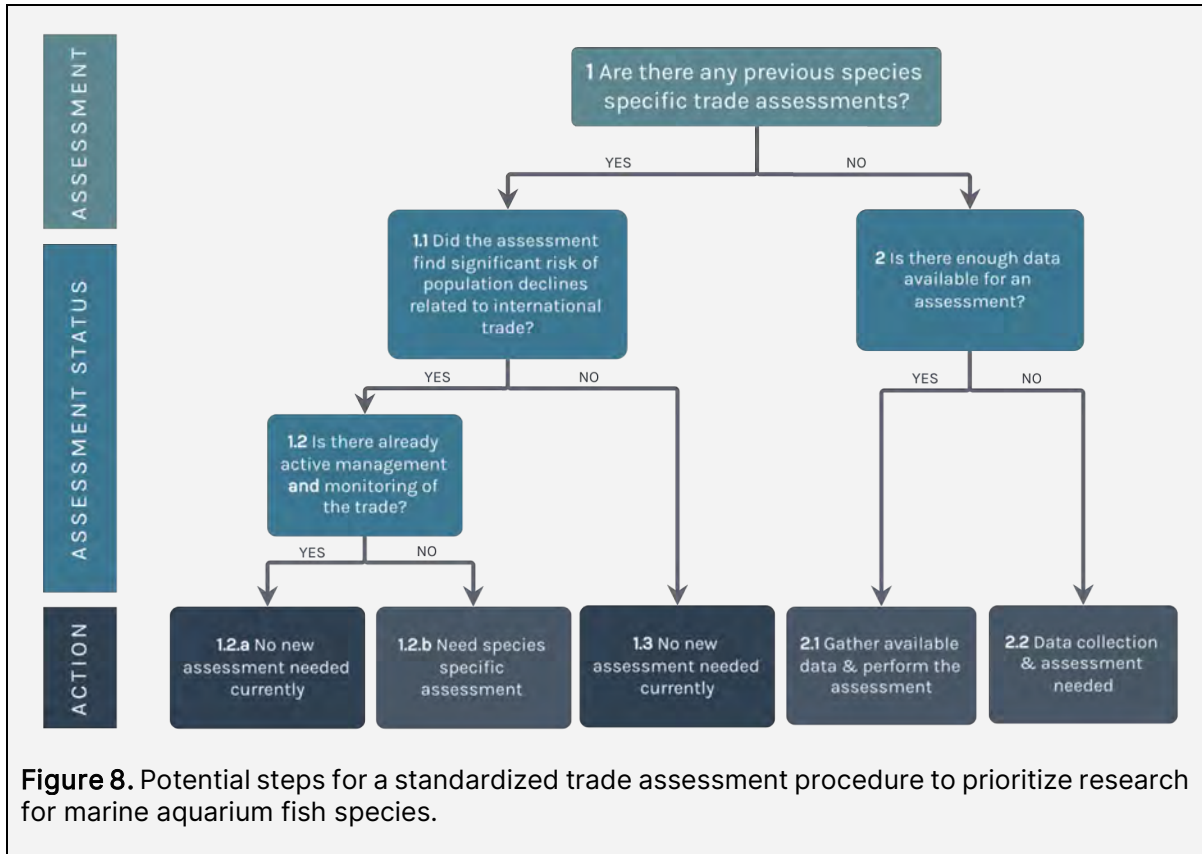 ASSESSMENT
1 Are there any previous species
specific trade assessments?
YES
NO
ASSESSMENT STATUS
1.1 Did the assessment
find significant risk of
population declines
related to international
trade?
2 Is there enough data
available for an
assessment?
YES
NO
YES
NO
1.2 Is there already
active management
and monitoring of
the trade?
YES
NO
ACTION
1.2.a No new
assessment needed
currently
1.2.b Need species
specific
assessment
1.3 No new
assessment needed
currently
2.1 Gather available
data & perform the
assessment
2.2 Data collection
& assessment
needed
Figure 8. Potential steps for a standardized trade assessment procedure to prioritize research
for marine aquarium fish species.